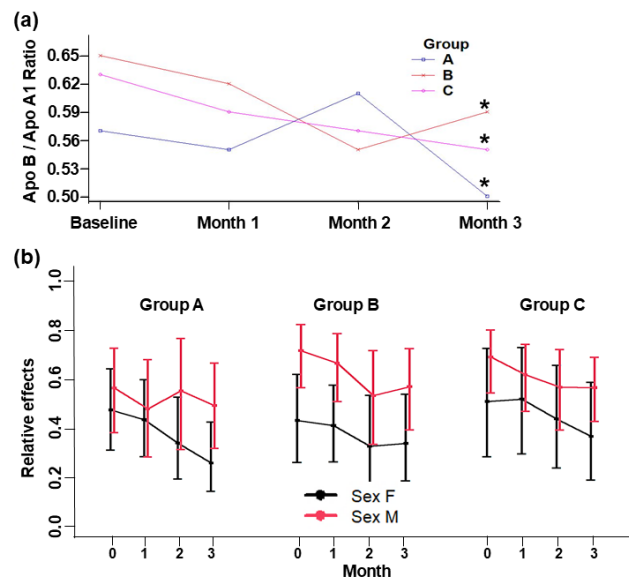 (a)
Group
A
B
C
Apo B / Apo A1 Ratio
0.65
0.62
0.59
0.56
0.53
0.50
*
*
*
Baseline Month 1 Month 2 Month 3
(b)
Relative effects
1.0
0.8
0.6
0.4
0.2
0.0
Group A Group B Group C
Sex F
Sex M
0 1 2 3 0 1 2 3 0 1 2 3
Month